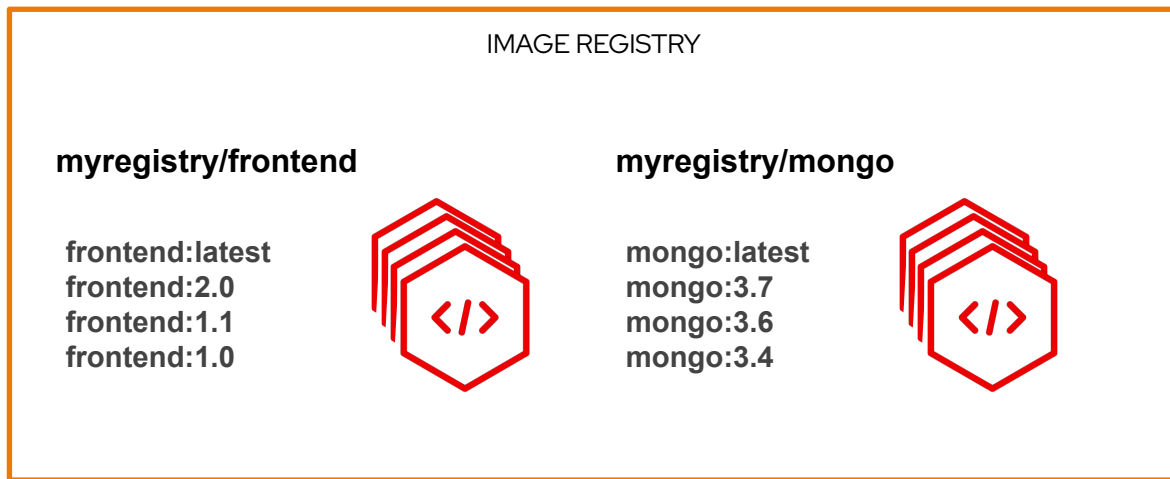 IMAGE REGISTRY
myregistry/frontend
frontend:latest
frontend:2.0
frontend:1.1
frontend:1.0
</>
myregistry/mongo
mongo:latest
mongo:3.7
mongo:3.6
mongo:3.4
</>